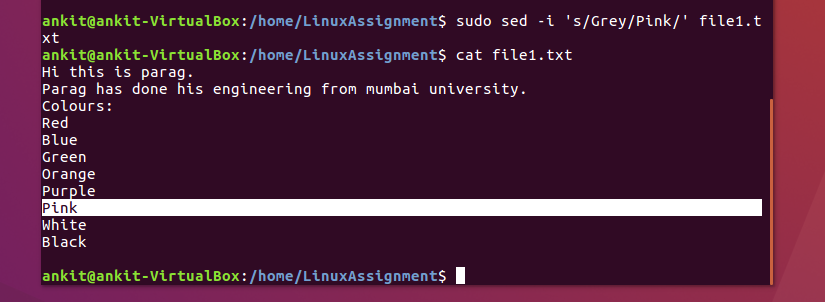 ankit@ankit-VirtualBox:/home/LinuxAssignment$ sudo sed -i 's/Grey/Pink/' file1.t
xt
ankit@ankit-VirtualBox:/home/LinuxAssignment$ cat file1.txt
Hi this is parag.
Parag has done his engineering from mumbai university.
Colours:
Red
Blue
Green
Orange
Purple
Pink
White
Black
ankit@ankit-VirtualBox:/home/LinuxAssignment$